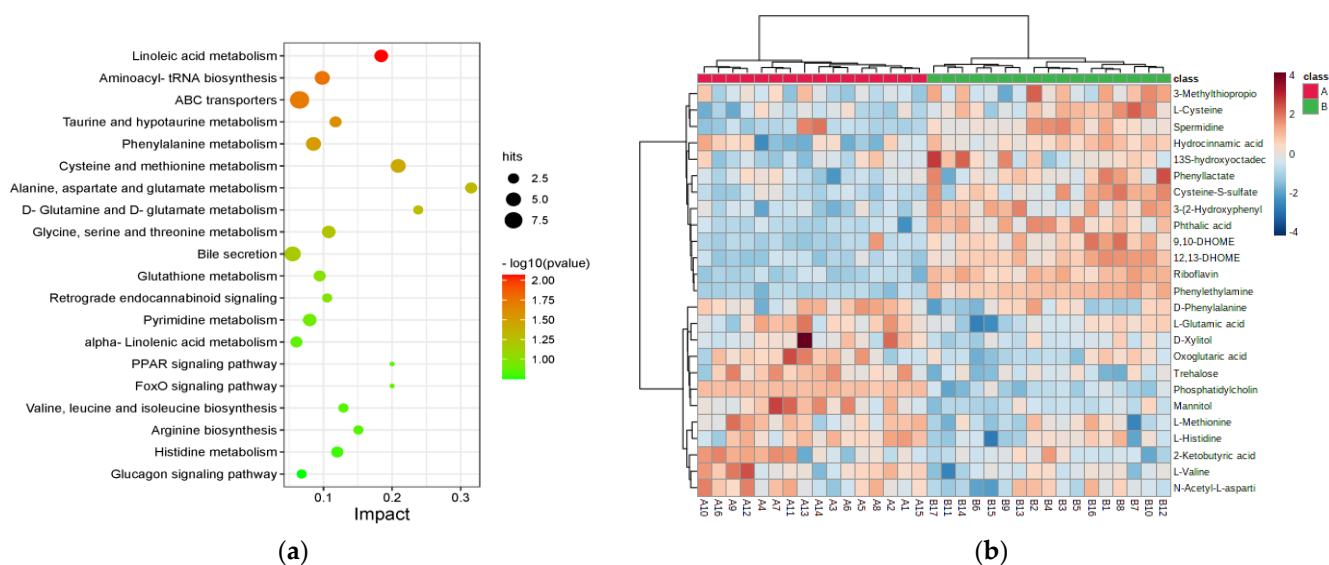 Linoleic acid metabolism
Aminoacyl- tRNA biosynthesis
ABC transporters
Taurine and hypotaurine metabolism
Phenylalanine metabolism
Cysteine and methionine metabolism
Alanine, aspartate and glutamate metabolism
D- Glutamine and D- glutamate metabolism
Glycine, serine and threonine metabolism
Bile secretion
Glutathione metabolism
Retrograde endocannabinoid signaling
Pyrimidine metabolism
alpha- Linolenic acid metabolism
PPAR signaling pathway
FoxO signaling pathway
Valine, leucine and isoleucine biosynthesis
Arginine biosynthesis
Histidine metabolism
Glucagon signaling pathway
0.1 0.2 0.3
Impact
hits
2.5
5.0
7.5
- log10(pvalue)
2.00
1.75
1.50
1.25
1.00
(a)
class
3-Methylthiopropio
L-Cysteine
Spermidine
Hydrocinnamic acid
13S-hydroxyoctadec
Phenyllactate
Cysteine-S-sulfate
3-(2-Hydroxyphenyl
Phthalic acid
9,10-DHOME
12,13-DHOME
Riboflavin
Phenylethylamine
D-Phenylalanine
L-Glutamic acid
D-Xylitol
Oxoglutaric acid
Trehalose
Phosphatidylcholin
Mannitol
L-Methionine
L-Histidine
2-Ketobutyric acid
L-Valine
N-Acetyl-L-asparti
A10 A16 A9 A12 A4 A7 A11 A13 A14 A3 A6 A5 A8 A2 A1 A15 B17 B11 B14 B6 B15 B9 B13 B2 B4 B3 B5 B16 B1 B8 B7 B10 B12
4
2
0
-2
-4
class
A
B
(b)